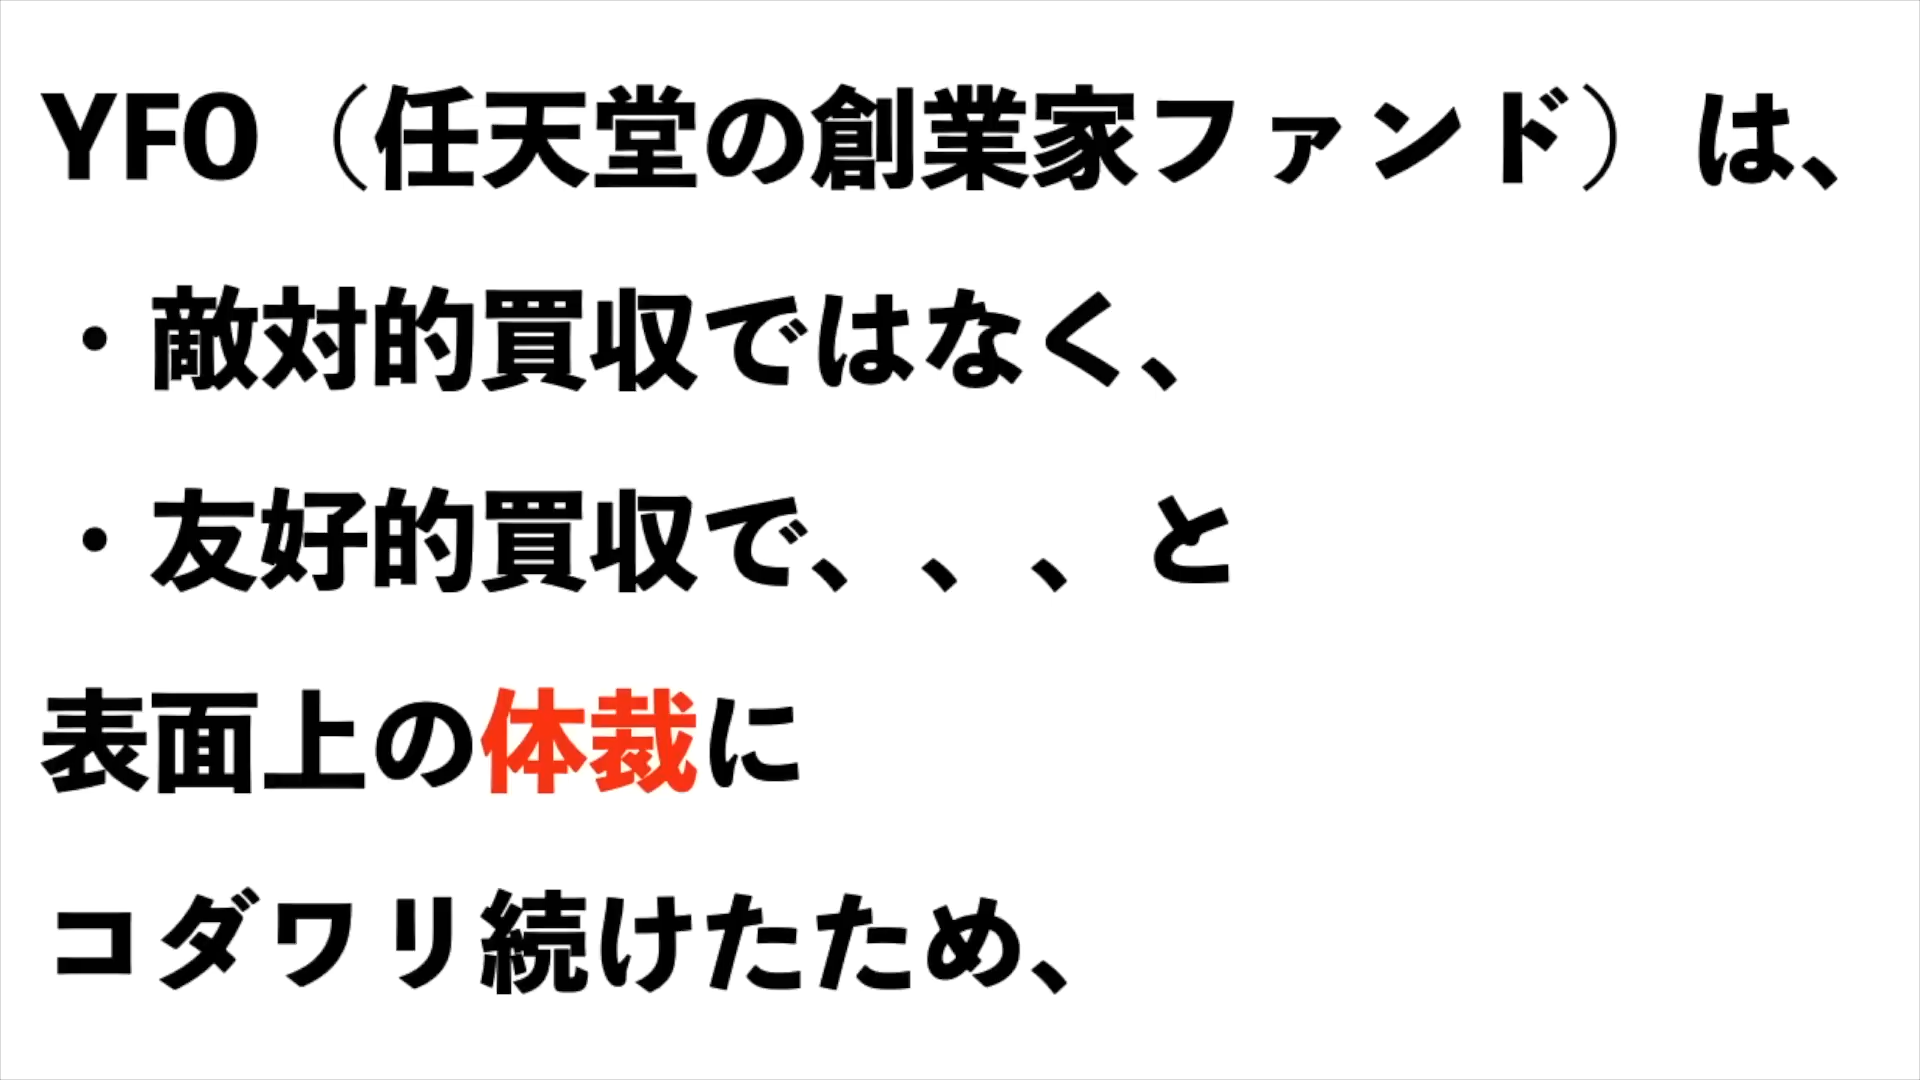 YFO（任天堂の創業家ファンド）は、
・敵対的買収ではなく、
・友好的買収で、、、と
表面上の体裁に
コダワリ続けたため、